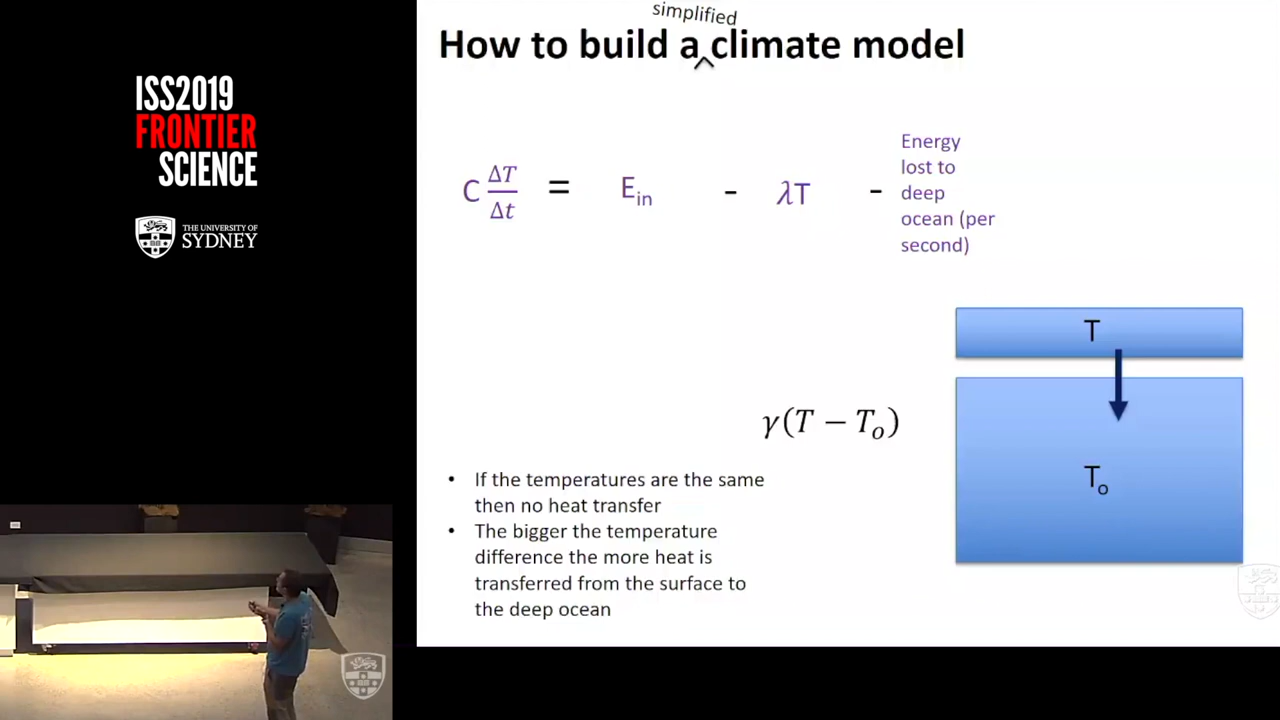 ISS2019
FRONTIER
SCIENCE
THE UNIVERSITY OF
SYDNEY
simplified
How to build a climate model
^
C ΔT/Δt = E_in - λT -
Energy
lost to
deep
ocean (per
second)
T
γ(T − T_o)
T_o
• If the temperatures are the same
then no heat transfer
• The bigger the temperature
difference the more heat is
transferred from the surface to
the deep ocean